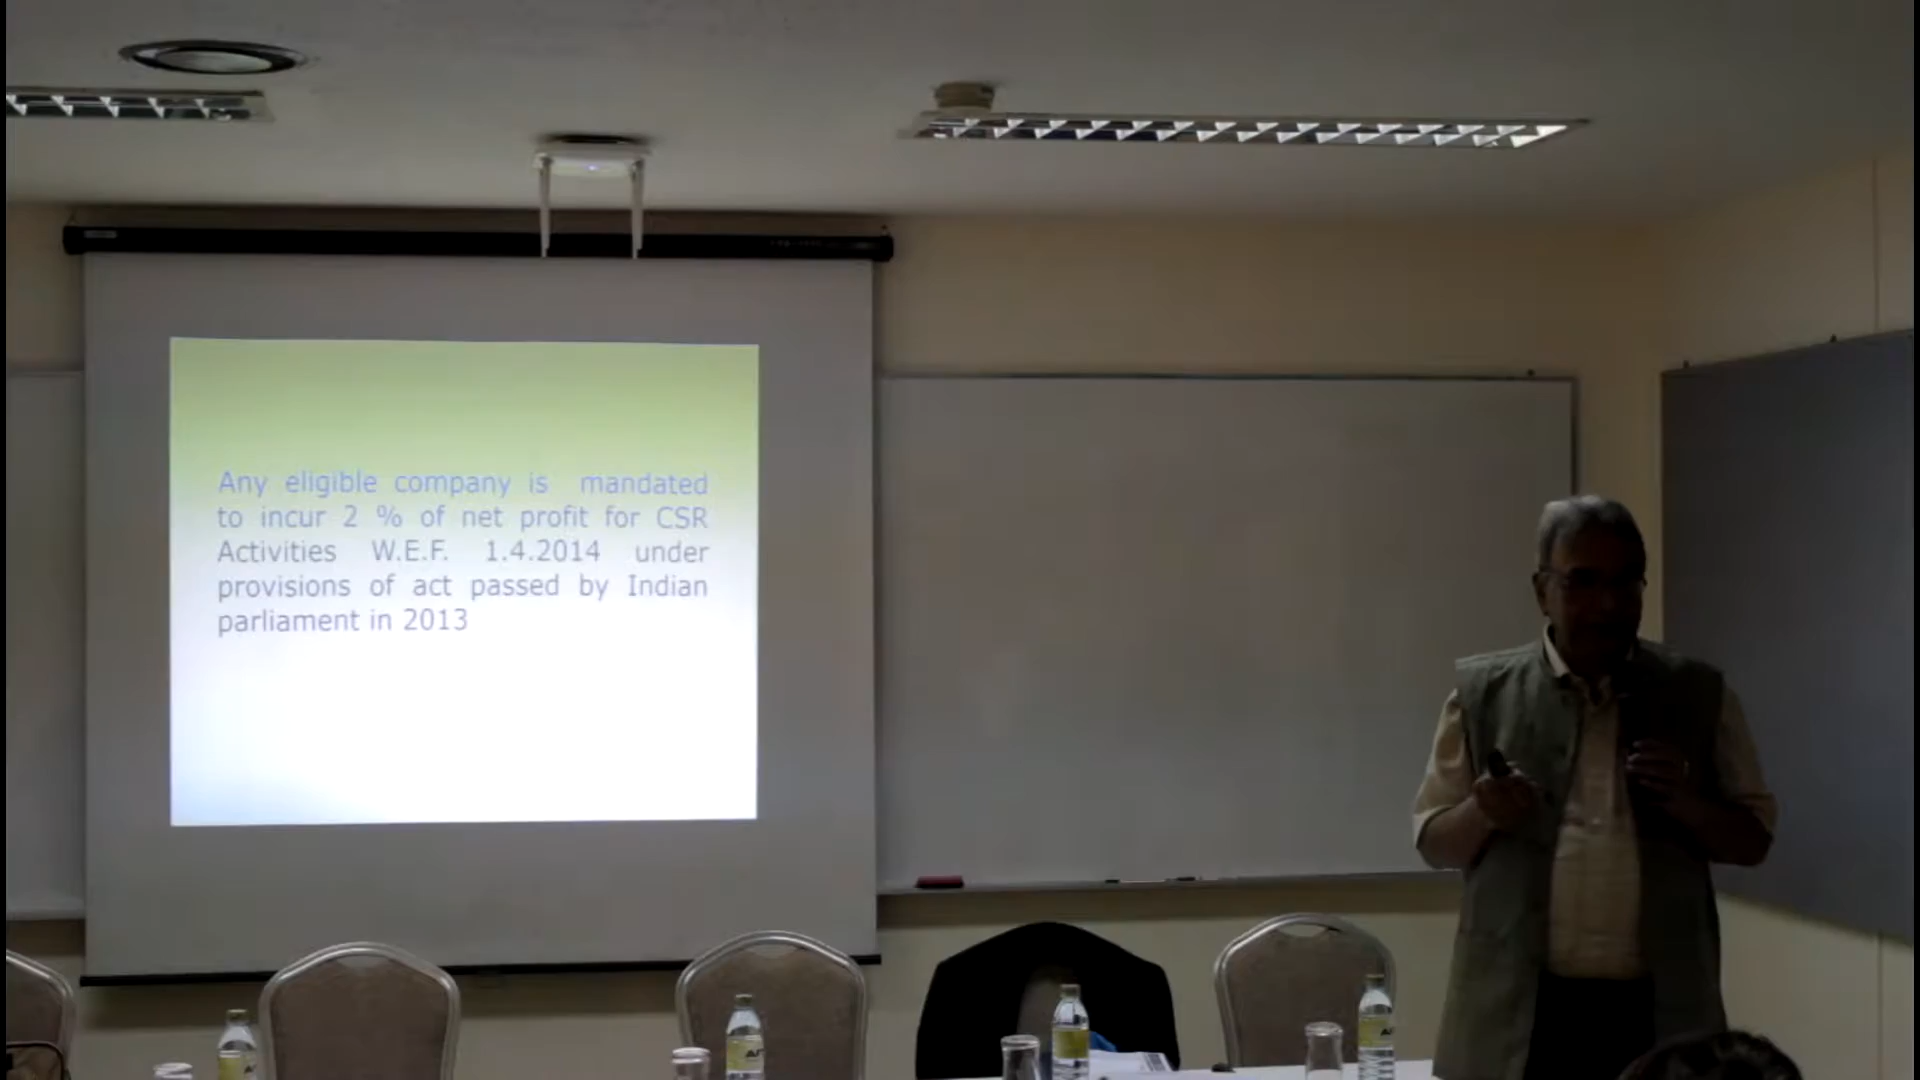 Any eligible company is mandated
to incur 2 % of net profit for CSR
Activities W.E.F. 1.4.2014 under
provisions of act passed by Indian
parliament in 2013